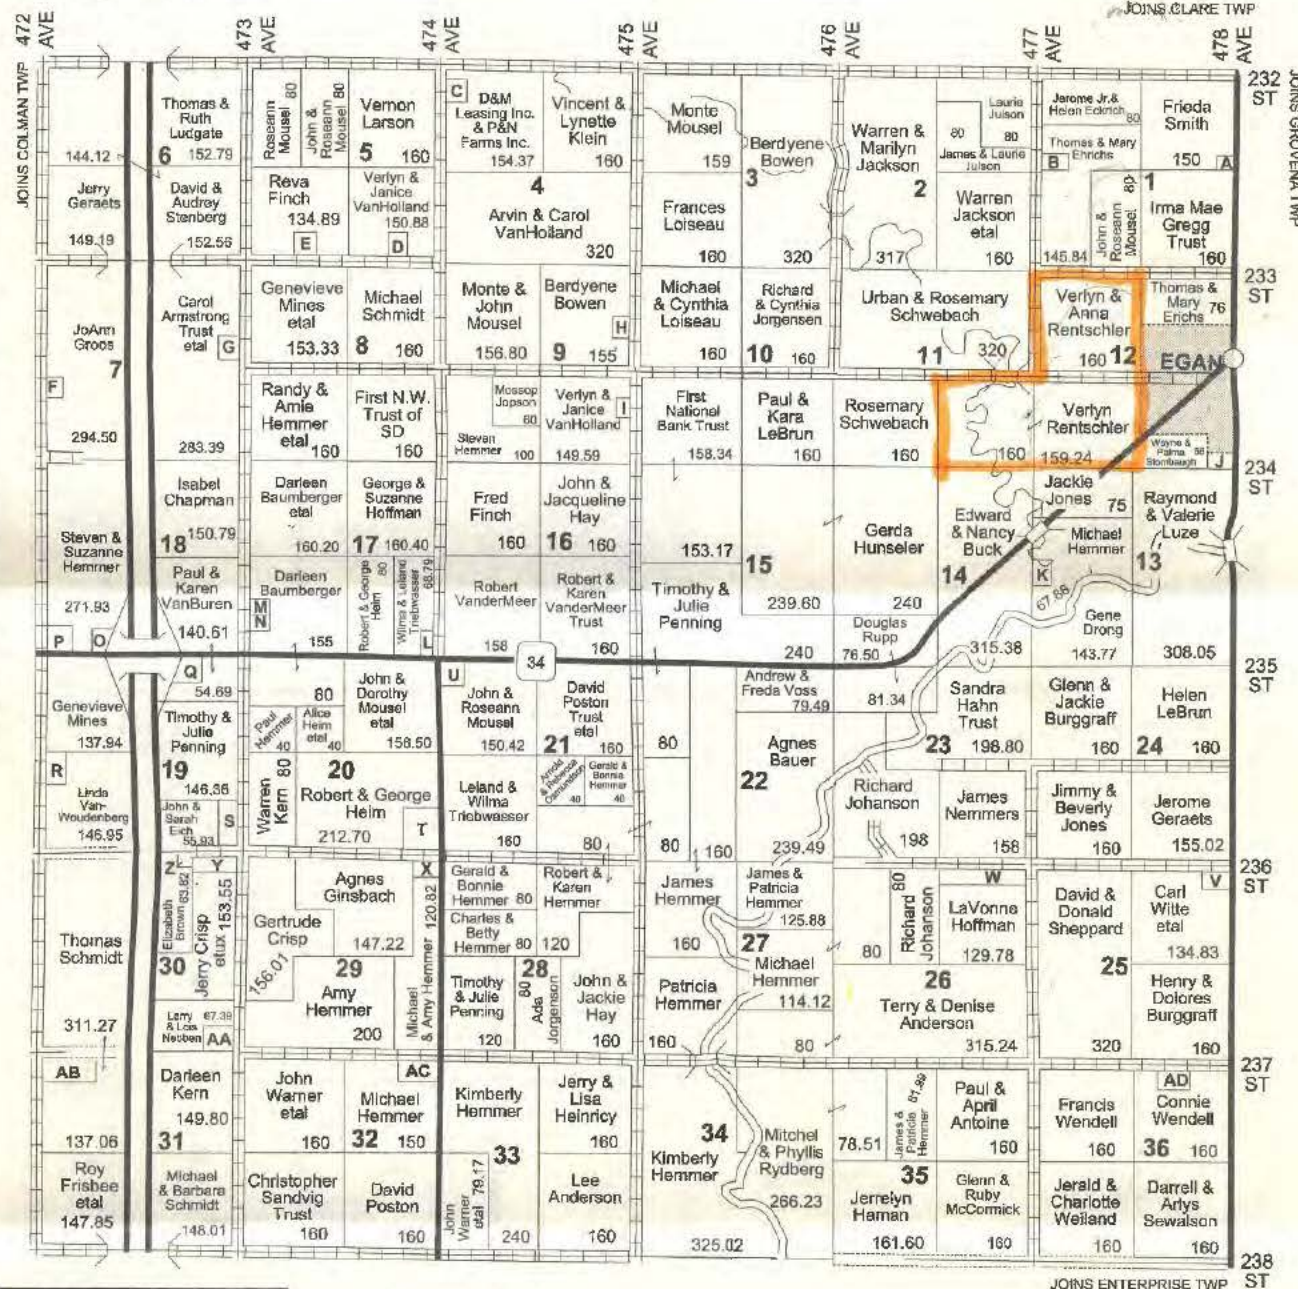 JOINS CLARE TWP
472 AVE
473 AVE
474 AVE
475 AVE
476 AVE
477 AVE
478 AVE
JOINS COLMAN TWP
JOINS GROVENA TWP
232 ST
144.12
Thomas & Ruth Ludgate
6 152.79
Roseann Mousel 80
John & Roseann Mousel 80
Vernon Larson
5 160
C
D&M Leasing Inc. & P&N Farms Inc.
154.37
Vincent & Lynette Klein
160
Monte Mousel
159
Berdyene Bowen
3
320
Warren & Marilyn Jackson
2
317
Laurie Julson
80
80
James & Laurie Julson
Jerome Jr.& Helen Eckrich 80
Thomas & Mary Ehrichs
B
145.84
Frieda Smith
150 A
1
Jerry Geraets
149.19
David & Audrey Stenberg
152.56
Reva Finch
134.89
E
Verlyn & Janice VanHolland
150.88
D
4
Arvin & Carol VanHolland
320
Frances Loiseau
160
Warren Jackson etal
160
John & Roseann Mousel 80
Irma Mae Gregg Trust
160
233 ST
JoAnn Groos
7
F
294.50
Carol Armstrong Trust etal
G
283.39
Genevieve Mines etal
153.33 8
Michael Schmidt
160
Monte & John Mousel
156.80
Berdyene Bowen
H
9 155
Michael & Cynthia Loiseau
160
Richard & Cynthia Jorgensen
10 160
Urban & Rosemary Schwebach
11 320
Verlyn & Anna Rentschler
160 12
Thomas & Mary Erichs 76
EGAN
Randy & Amie Hemmer etal
160
First N.W. Trust of SD
160
Mossop Jopson
60
Steven Hemmer 100
Verlyn & Janice VanHolland
I
149.59
First National Bank Trust
158.34
Paul & Kara LeBrun
160
Rosemary Schwebach
160
160
Verlyn Rentschler
159.24
Wayne & Palma Stombaugh
J
234 ST
Steven & Suzanne Hemmer
271.93
P O
Isabel Chapman
18 150.79
Paul & Karen VanBuren
140.61
Darleen Baumberger etal
160.20
George & Suzanne Hoffman
17 160.40
Darleen Baumberger
M
N
155
Robert & George Helm 80
Wilma & Leland Triebwasser 68.79
L
Fred Finch
160
John & Jacqueline Hay
16 160
Robert VanderMeer
158
Robert & Karen VanderMeer Trust
160
153.17
15
Timothy & Julie Penning
240
239.60
Gerda Hunseler
240
Douglas Rupp
76.50
Edward & Nancy Buck
14
315.38
Jackie Jones
75
Michael Hemmer
K
67.68
Raymond & Valerie Luze
13
308.05
Gene Drong
143.77
34
235 ST
Genevieve Mines
137.94
R
Linda Van-Woudenberg
146.95
Q
54.69
Timothy & Julie Penning
19
146.36
John & Sarah Eich
55.93
S
80
Paul Hemmer 40
Alice Heim etal 40
John & Dorothy Mousel etal
158.50
Warren Kern 80
20
Robert & George Helm
212.70
T
U
John & Roseann Mousel
150.42
David Poston Trust etal
21 160
Leland & Wilma Triebwasser
160
Arnold & Rebecca Osmundson
40
Gerald & Bonnie Hemmer
40
80
80
80
160
Andrew & Freda Voss
79.49
22
Agnes Bauer
239.49
81.34
Richard Johanson
198
Sandra Hahn Trust
23 198.80
James Nemmers
158
Glenn & Jackie Burggraff
160
Helen LeBrun
24 160
Jimmy & Beverly Jones
160
Jerome Geraets
155.02
236 ST
Thomas Schmidt
311.27
Z
Y
Elizabeth Brown 63.82
Jerry Crisp etux 153.55
30
Larry & Lois Nebben 67.39
AA
Agnes Ginsbach
147.22
Gertrude Crisp
156.01
29
Amy Hemmer
200
X
Michael & Amy Hemmer 120.82
Gerald & Bonnie Hemmer 80
Charles & Betty Hemmer 80
Robert & Karen Hemmer
120
28
Timothy & Julie Penning
120
Ada Jorgenson 80
John & Jackie Hay
160
James Hemmer
160
James & Patricia Hemmer
125.88
27
Michael Hemmer
114.12
Patricia Hemmer
160
80
80
Richard Johanson 80
W
LaVonne Hoffman
129.78
26
Terry & Denise Anderson
315.24
David & Donald Sheppard
25
320
V
Carl Witte etal
134.83
Henry & Dolores Burggraff
160
237 ST
AB
137.06
Roy Frisbee etal
147.85
Darleen Kern
149.80
31
Michael & Barbara Schmidt
148.01
John Warner etal
160
AC
Michael Hemmer
32 150
Christopher Sandvig Trust
160
David Poston
160
Kimberly Hemmer
33
John Warner etal 79.17
240
Jerry & Lisa Heinricy
160
Lee Anderson
160
34
Kimberly Hemmer
325.02
Mitchel & Phyllis Rydberg
266.23
78.51
James & Patricia Hemmer 81.89
35
Jerrelyn Haman
161.60
Paul & April Antoine
160
Glenn & Ruby McCormick
160
Francis Wendell
160
AD
Connie Wendell
36 160
Jerald & Charlotte Weiland
160
Darrell & Arlys Sewalson
160
238 ST
JOINS ENTERPRISE TWP